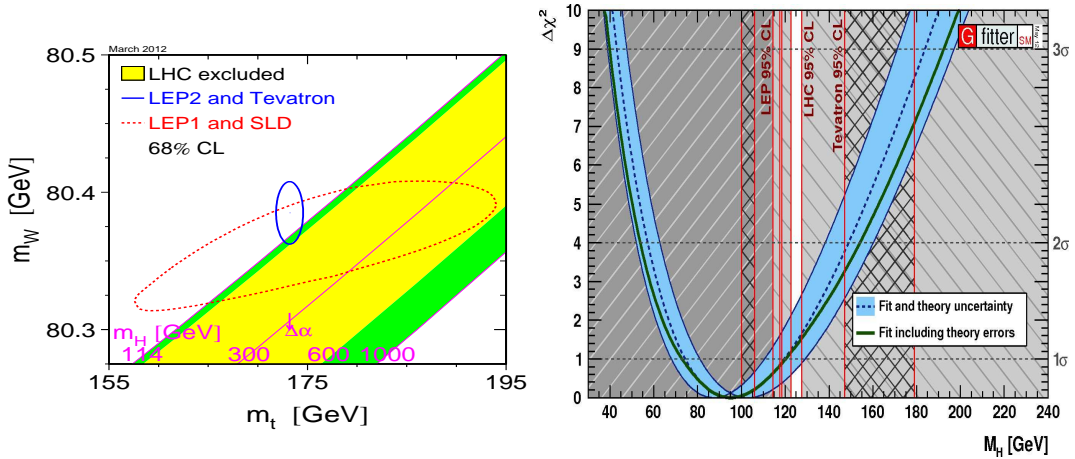 March 2012
80.5
80.4
80.3
m_W [GeV]
LHC excluded
LEP2 and Tevatron
LEP1 and SLD
68% CL
m_H [GeV]
Δα
114
300
600
1000
155
175
195
m_t [GeV]
Δχ²
10
9
8
7
6
5
4
3
2
1
0
LEP 95% CL
LHC 95% CL
Tevatron 95% CL
G fitter SM
3σ
2σ
1σ
Fit and theory uncertainty
Fit including theory errors
40
60
80
100
120
140
160
180
200
220
240
M_H [GeV]